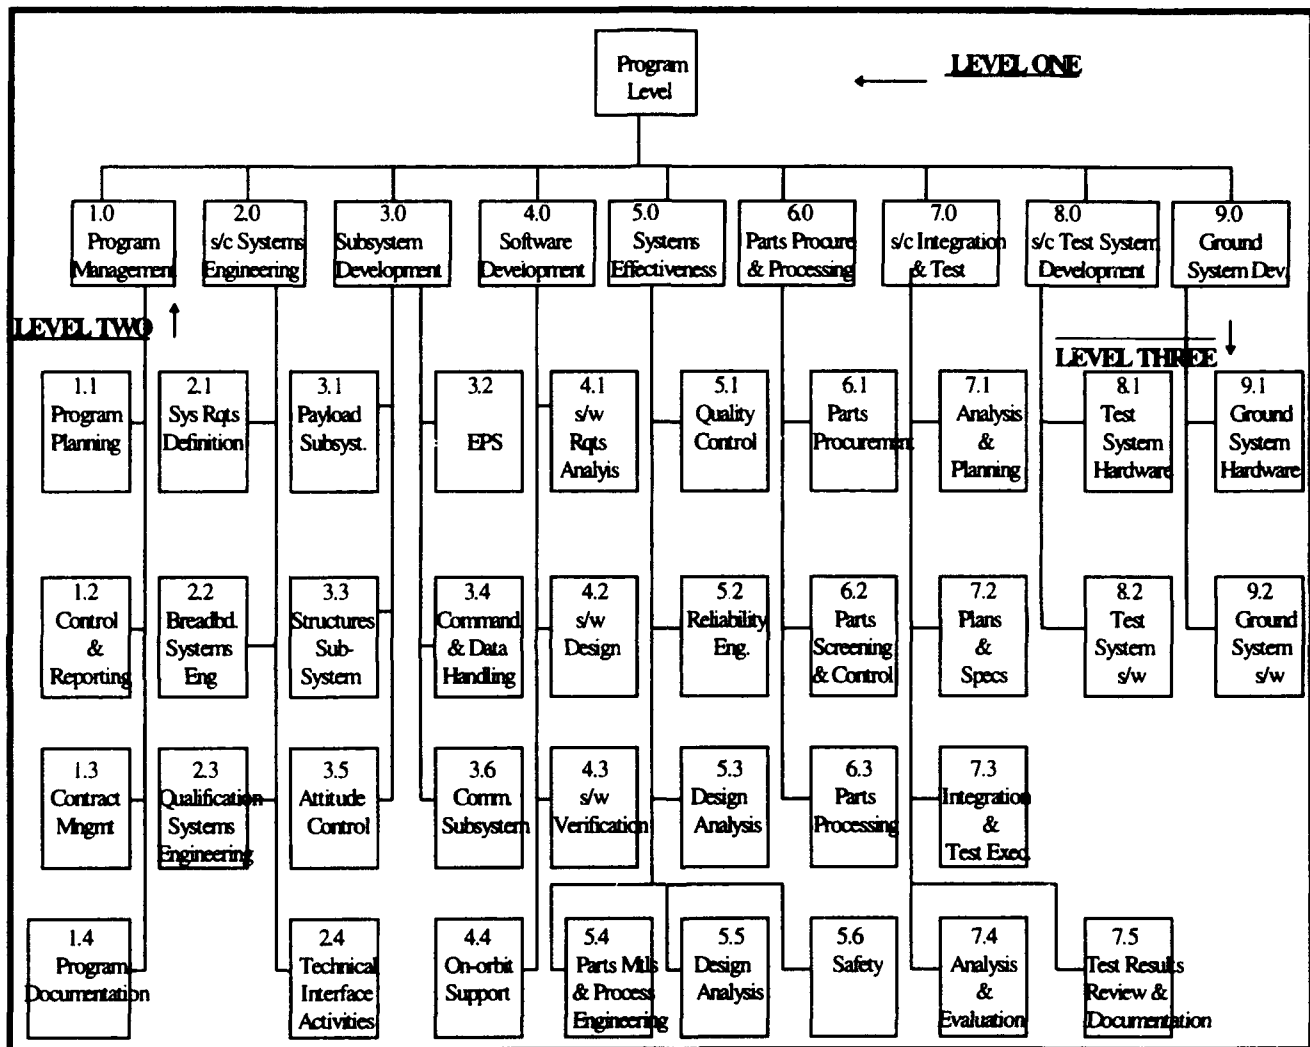 Program
Level
LEVEL ONE
1.0
Program
Management
2.0
s/c Systems
Engineering
3.0
Subsystem
Development
4.0
Software
Development
5.0
Systems
Effectiveness
6.0
Parts Procure
& Processing
7.0
s/c Integration
& Test
8.0
s/c Test System
Development
9.0
Ground
System Dev.
LEVEL TWO
LEVEL THREE
1.1
Program
Planning
2.1
Sys Rqts
Definition
3.1
Payload
Subsyst.
3.2
EPS
4.1
s/w
Rqts
Analyis
5.1
Quality
Control
6.1
Parts
Procurement
7.1
Analysis
&
Planning
8.1
Test
System
Hardware
9.1
Ground
System
Hardware
1.2
Control
&
Reporting
2.2
Breadbd.
Systems
Eng
3.3
Structures
Sub-
System
3.4
Command
& Data
Handling
4.2
s/w
Design
5.2
Reliability
Eng.
6.2
Parts
Screening
& Control
7.2
Plans
&
Specs
8.2
Test
System
s/w
9.2
Ground
System
s/w
1.3
Contract
Mngmt
2.3
Qualification
Systems
Engineering
3.5
Attitude
Control
3.6
Comm.
Subsystem
4.3
s/w
Verification
5.3
Design
Analysis
6.3
Parts
Processing
7.3
Integration
&
Test Exec.
1.4
Program
Documentation
2.4
Technical
Interface
Activities
4.4
On-orbit
Support
5.4
Parts Mtls
& Process
Engineering
5.5
Design
Analysis
5.6
Safety
7.4
Analysis
&
Evaluation
7.5
Test Results
Review &
Documentation